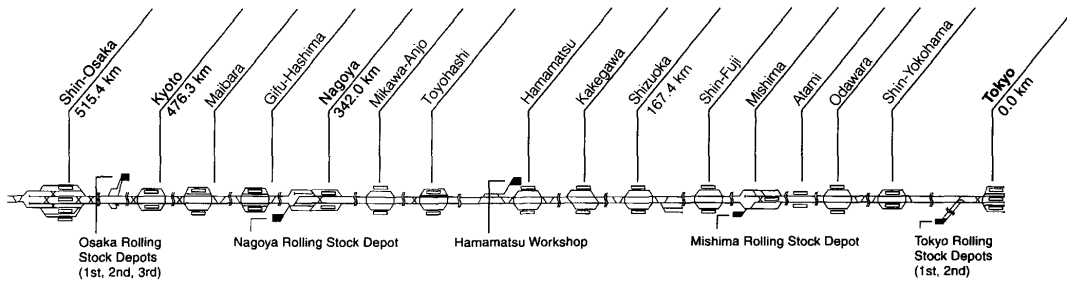 Shin-Osaka
515.4 km
Kyoto
476.3 km
Maibara
Gifu-Hashima
Nagoya
342.0 km
Mikawa-Anjo
Toyohashi
Hamamatsu
Kakegawa
Shizuoka
167.4 km
Shin-Fuji
Mishima
Atami
Odawara
Shin-Yokohama
Tokyo
0.0 km
Osaka Rolling
Stock Depots
(1st, 2nd, 3rd)
Nagoya Rolling Stock Depot
Hamamatsu Workshop
Mishima Rolling Stock Depot
Tokyo Rolling
Stock Depots
(1st, 2nd)